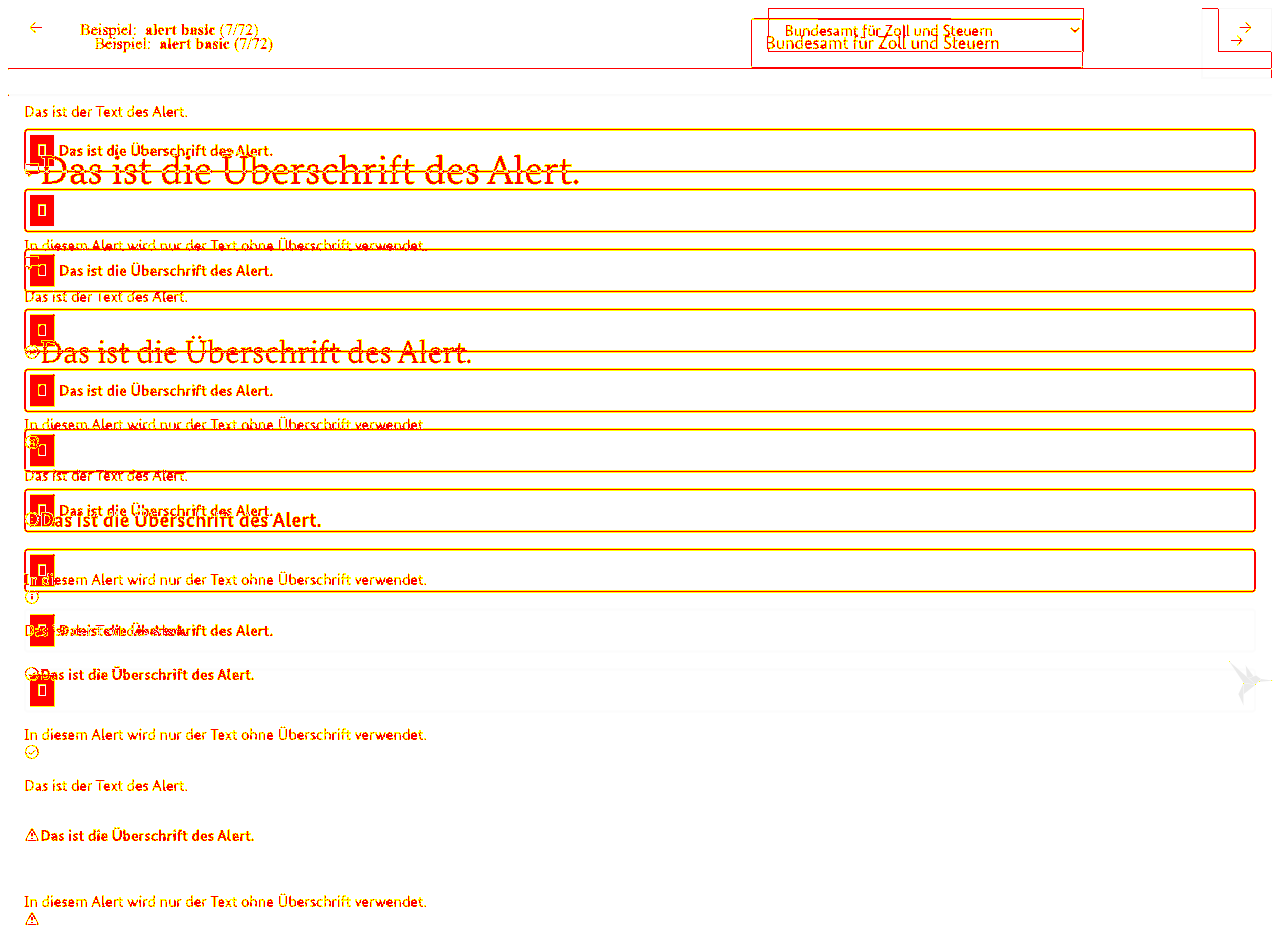 Beispiel: alert basic (7/72)
Bundesamt für Zoll und Steuern
Beispiel: alert basic (7/72)
Bundesamt für Zoll und Steuern
Das ist der Text des Alert.
Das ist die Überschrift des Alert.
Das ist die Überschrift des Alert.
In diesem Alert wird nur der Text ohne Überschrift verwendet.
Das ist die Überschrift des Alert.
Das ist der Text des Alert.
Das ist die Überschrift des Alert.
Das ist die Überschrift des Alert.
In diesem Alert wird nur der Text ohne Überschrift verwendet.
Das ist der Text des Alert.
Das ist die Überschrift des Alert.
Das ist die Überschrift des Alert.
In diesem Alert wird nur der Text ohne Überschrift verwendet.
Das ist die Überschrift des Alert.
Das ist die Überschrift des Alert.
In diesem Alert wird nur der Text ohne Überschrift verwendet.
Das ist der Text des Alert.
Das ist die Überschrift des Alert.
In diesem Alert wird nur der Text ohne Überschrift verwendet.